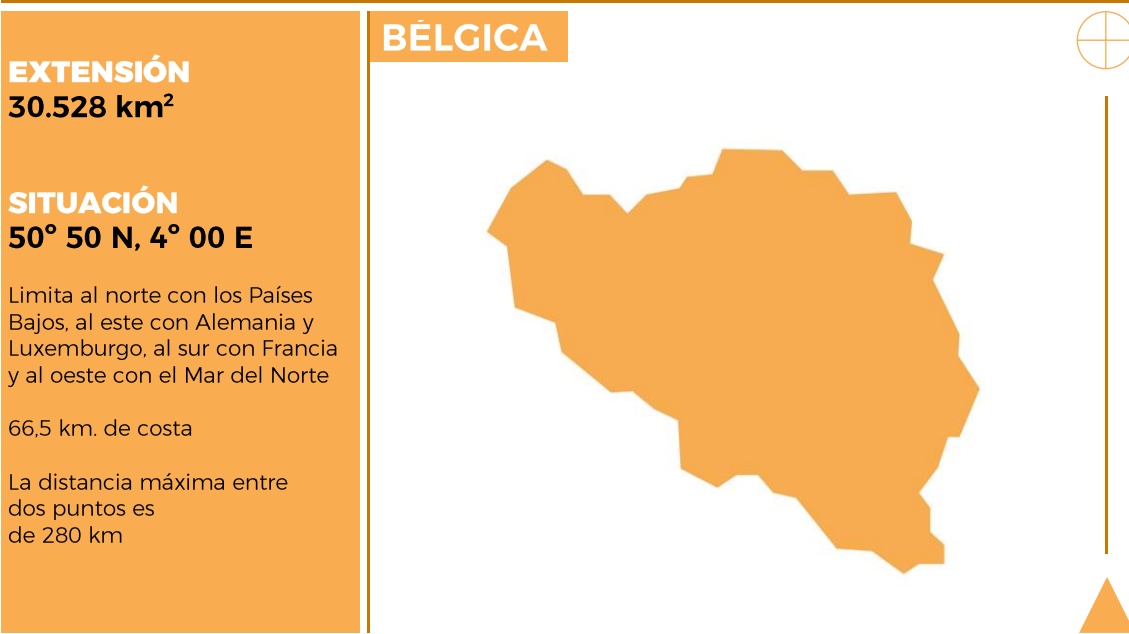 BÉLGICA
EXTENSIÓN
30.528 km²
SITUACIÓN
50º 50 N, 4º 00 E
Limita al norte con los Países
Bajos, al este con Alemania y
Luxemburgo, al sur con Francia
y al oeste con el Mar del Norte
66,5 km. de costa
La distancia máxima entre
dos puntos es
de 280 km